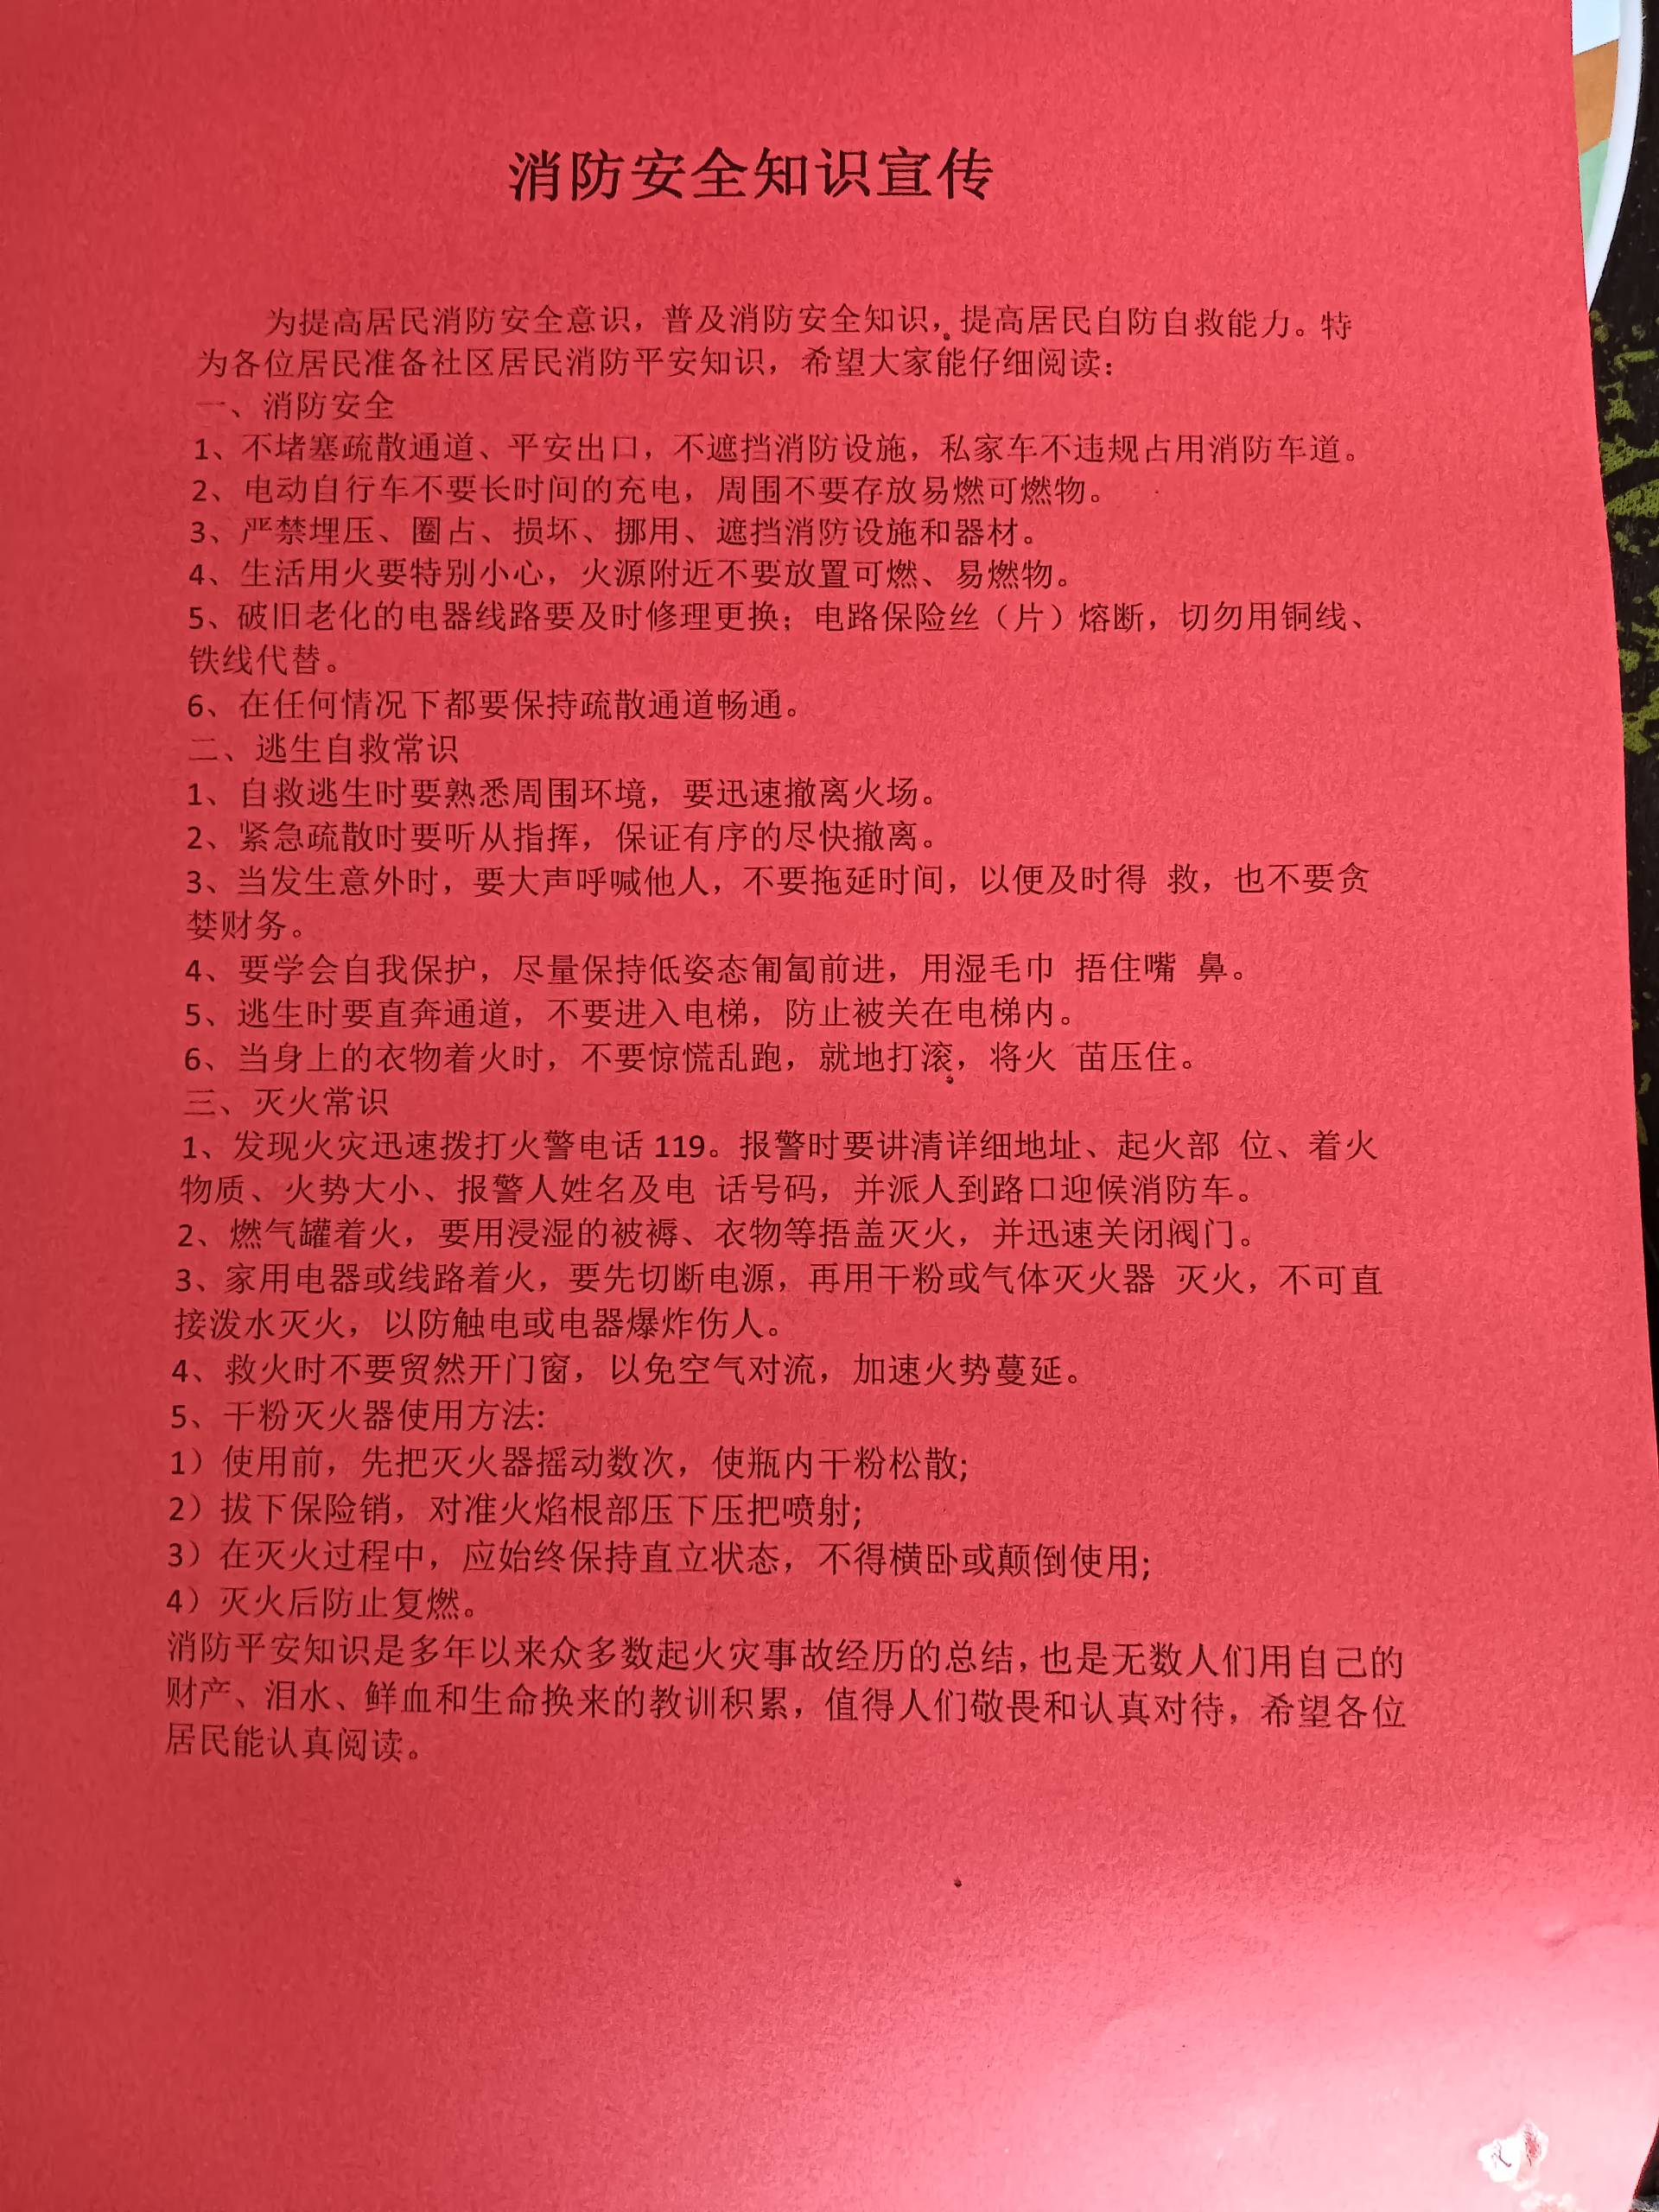 消防安全知识宣传
为提高居民消防安全意识，普及消防安全知识，提高居民自防自救能力。特
为各位居民准备社区居民消防平安知识，希望大家能仔细阅读：
一、消防安全
1、不堵塞疏散通道、平安出口，不遮挡消防设施，私家车不违规占用消防车道。
2、电动自行车不要长时间的充电，周围不要存放易燃可燃物。
3、严禁埋压、圈占、损坏、挪用、遮挡消防设施和器材。
4、生活用火要特别小心，火源附近不要放置可燃、易燃物。
5、破旧老化的电器线路要及时修理更换；电路保险丝（片）熔断，切勿用铜线、
铁线代替。
6、在任何情况下都要保持疏散通道畅通。
二、逃生自救常识
1、自救逃生时要熟悉周围环境，要迅速撤离火场。
2、紧急疏散时要听从指挥，保证有序的尽快撤离。
3、当发生意外时，要大声呼喊他人，不要拖延时间，以便及时得 救，也不要贪
婪财务。
4、要学会自我保护，尽量保持低姿态匍匐前进，用湿毛巾 捂住嘴 鼻。
5、逃生时要直奔通道，不要进入电梯，防止被关在电梯内。
6、当身上的衣物着火时，不要惊慌乱跑，就地打滚，将火 苗压住。
三、灭火常识
1、发现火灾迅速拨打火警电话 119。报警时要讲清详细地址、起火部 位、着火
物质、火势大小、报警人姓名及电 话号码，并派人到路口迎候消防车。
2、燃气罐着火，要用浸湿的被褥、衣物等捂盖灭火，并迅速关闭阀门。
3、家用电器或线路着火，要先切断电源，再用干粉或气体灭火器 灭火，不可直
接泼水灭火，以防触电或电器爆炸伤人。
4、救火时不要贸然开门窗，以免空气对流，加速火势蔓延。
5、干粉灭火器使用方法:
1）使用前，先把灭火器摇动数次，使瓶内干粉松散;
2）拔下保险销，对准火焰根部压下压把喷射;
3）在灭火过程中，应始终保持直立状态，不得横卧或颠倒使用;
4）灭火后防止复燃。
消防平安知识是多年以来众多数起火灾事故经历的总结，也是无数人们用自己的
财产、泪水、鲜血和生命换来的教训积累，值得人们敬畏和认真对待，希望各位
居民能认真阅读。